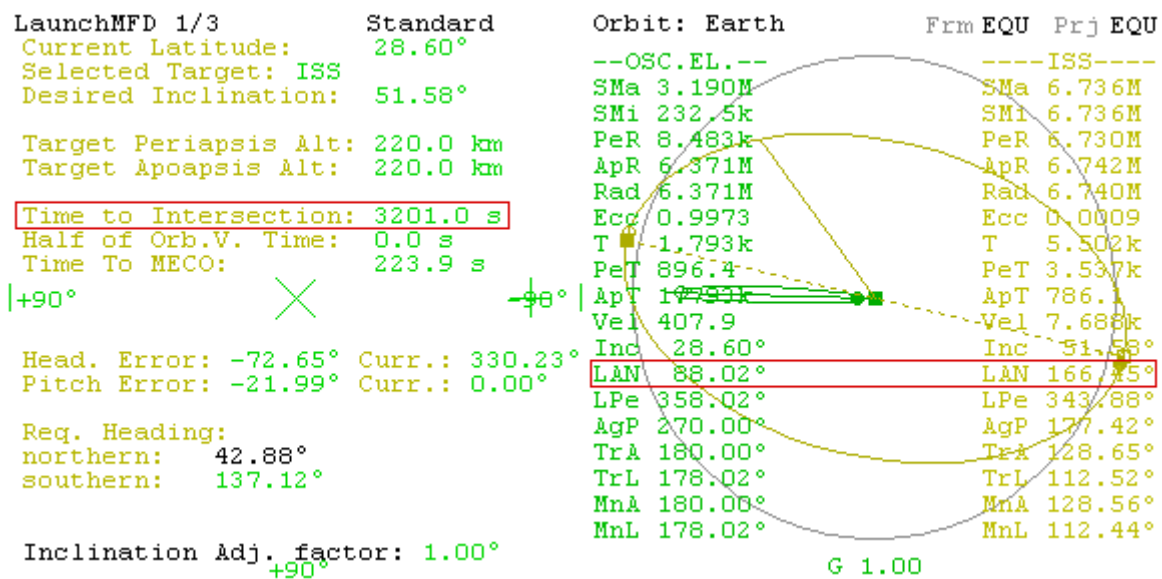 LaunchMFD 1/3 Standard
Current Latitude: 28.60°
Selected Target: ISS
Desired Inclination: 51.58°
Target Periapsis Alt: 220.0 km
Target Apoapsis Alt: 220.0 km
Time to Intersection: 3201.0 s
Half of Orb.V. Time: 0.0 s
Time To MECO: 223.9 s
+90° -90°
Head. Error: -72.65° Curr.: 330.23°
Pitch Error: -21.99° Curr.: 0.00°
Req. Heading:
northern: 42.88°
southern: 137.12°
Inclination Adj. factor: 1.00°
+90°
Orbit: Earth Frm EQU Prj EQU
--OSC.EL.-- ----ISS----
SMa 3.190M SMa 6.736M
SMi 232.5k SMi 6.736M
PeR 8.483k PeR 6.730M
ApR 6.371M ApR 6.742M
Rad 6.371M Rad 6.740M
Ecc 0.9973 Ecc 0.0009
T 1.793k T 5.502k
PeT 896.4 PeT 3.537k
ApT ApT 786.1
Vel 407.9 Vel 7.688k
Inc 28.60° Inc 51.58°
LAN 88.02° LAN 166.45°
LPe 358.02° LPe 343.88°
AgP 270.00° AgP 177.42°
TrA 180.00° TrA 128.65°
TrL 178.02° TrL 112.52°
MnA 180.00° MnA 128.56°
MnL 178.02° MnL 112.44°
G 1.00